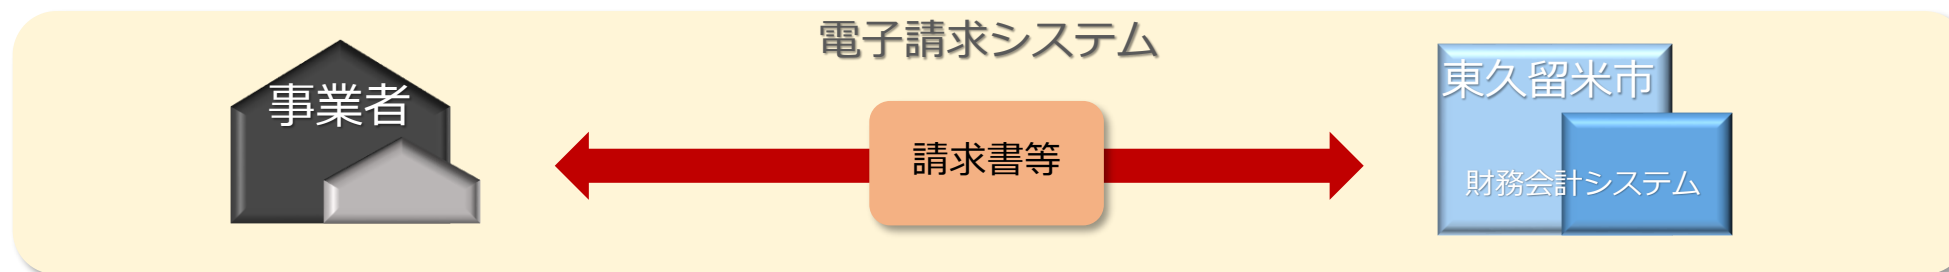 電子請求システム
事業者
請求書等
東久留米市
財務会計システム